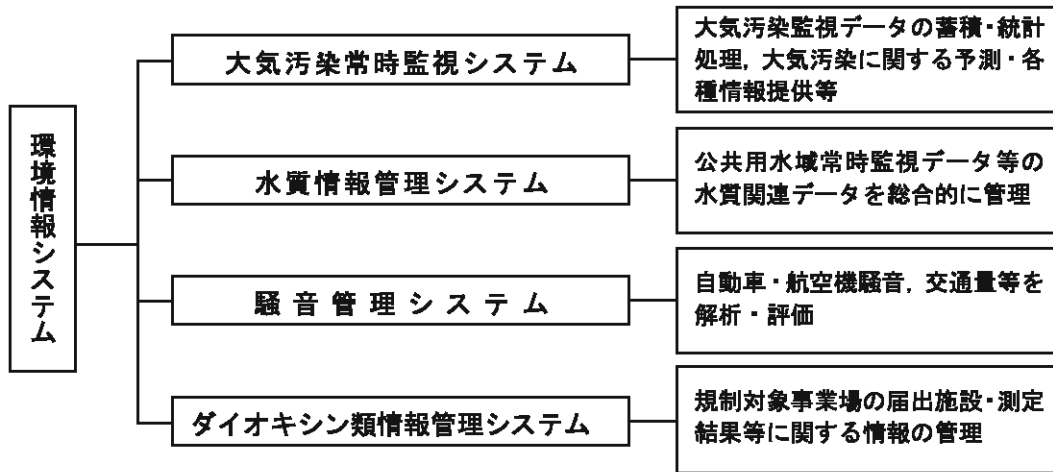 環境情報システム
大気汚染常時監視システム
大気汚染監視データの蓄積・統計
処理，大気汚染に関する予測・各
種情報提供等
水質情報管理システム
公共用水域常時監視データ等の
水質関連データを総合的に管理
騒音管理システム
自動車・航空機騒音，交通量等を
解析・評価
ダイオキシン類情報管理システム
規制対象事業場の届出施設・測定
結果等に関する情報の管理